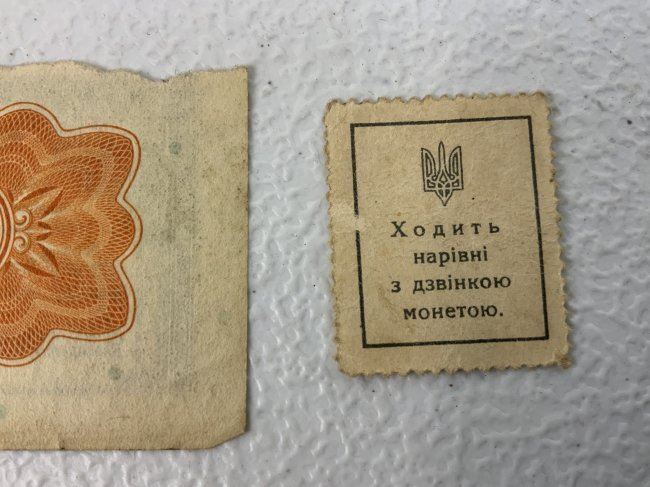 Ходить
нарівні
з дзвінкою
монетою.